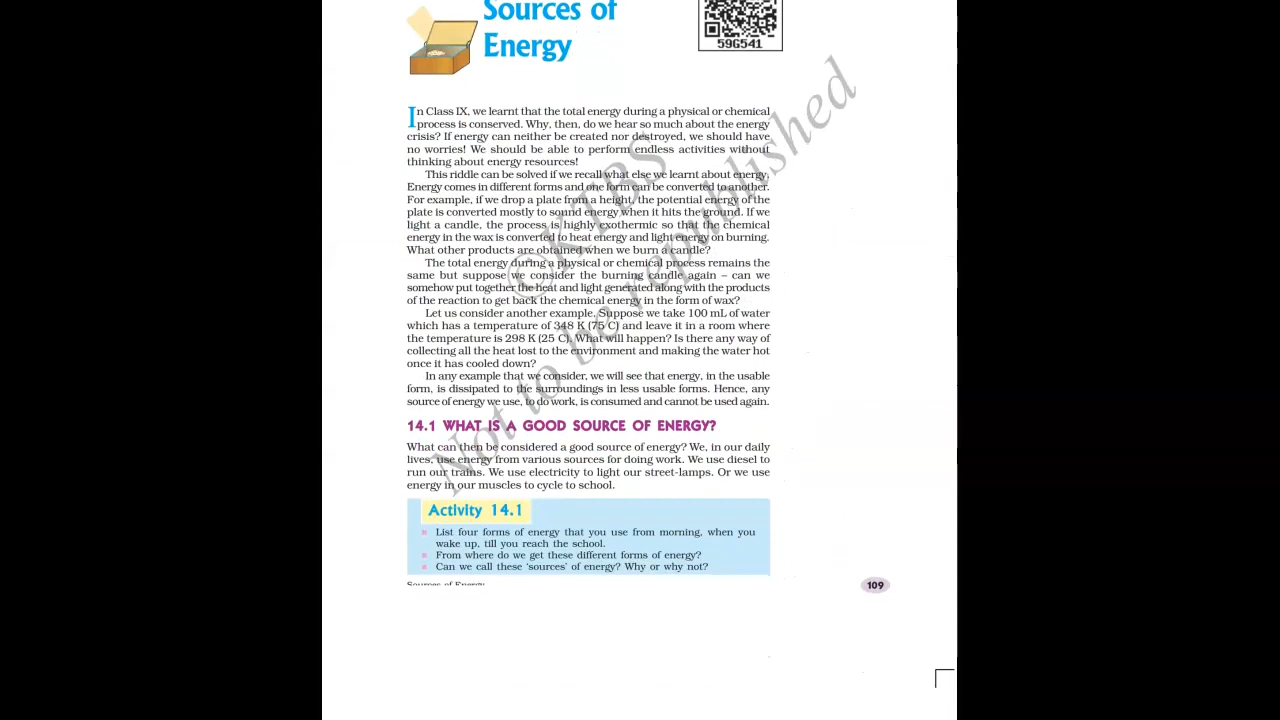 Sources of
Energy
59G541
In Class IX, we learnt that the total energy during a physical or chemical
process is conserved. Why, then, do we hear so much about the energy
crisis? If energy can neither be created nor destroyed, we should have
no worries! We should be able to perform endless activities without
thinking about energy resources!
This riddle can be solved if we recall what else we learnt about energy.
Energy comes in different forms and one form can be converted to another.
For example, if we drop a plate from a height, the potential energy of the
plate is converted mostly to sound energy when it hits the ground. If we
light a candle, the process is highly exothermic so that the chemical
energy in the wax is converted to heat energy and light energy on burning.
What other products are obtained when we burn a candle?
The total energy during a physical or chemical process remains the
same but suppose we consider the burning candle again – can we
somehow put together the heat and light generated along with the products
of the reaction to get back the chemical energy in the form of wax?
Let us consider another example. Suppose we take 100 mL of water
which has a temperature of 348 K (75 C) and leave it in a room where
the temperature is 298 K (25 C). What will happen? Is there any way of
collecting all the heat lost to the environment and making the water hot
once it has cooled down?
In any example that we consider, we will see that energy, in the usable
form, is dissipated to the surroundings in less usable forms. Hence, any
source of energy we use, to do work, is consumed and cannot be used again.
14.1 WHAT IS A GOOD SOURCE OF ENERGY?
What can then be considered a good source of energy? We, in our daily
lives, use energy from various sources for doing work. We use diesel to
run our trains. We use electricity to light our street-lamps. Or we use
energy in our muscles to cycle to school.
Activity 14.1
List four forms of energy that you use from morning, when you
wake up, till you reach the school.
From where do we get these different forms of energy?
Can we call these ‘sources’ of energy? Why or why not?
Sources of Energy
109
©KTBS
Not to be republished